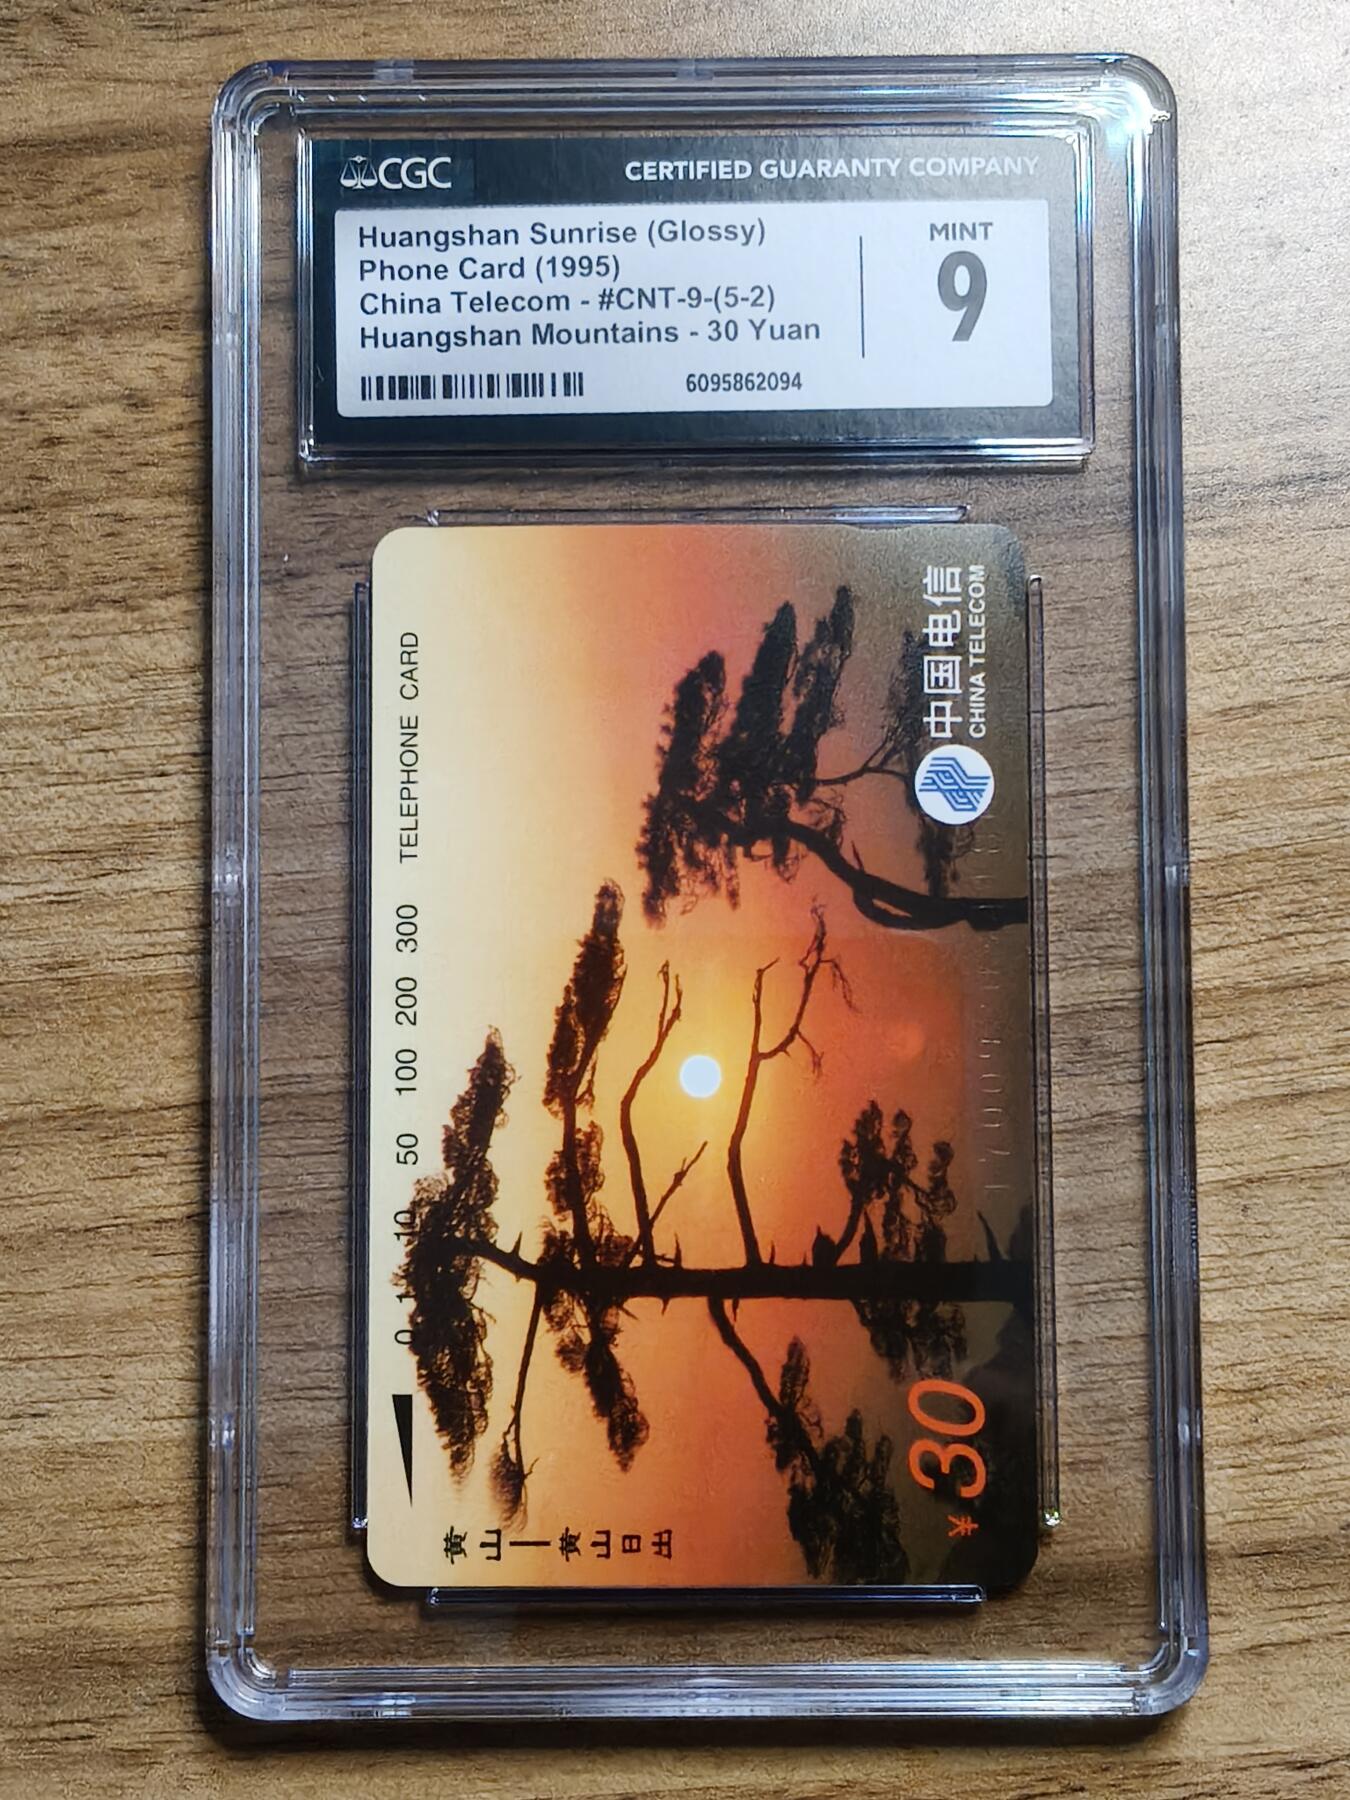 CGC
CERTIFIED GUARANTY COMPANY
Huangshan Sunrise (Glossy)
Phone Card (1995)
China Telecom - #CNT-9-(5-2)
Huangshan Mountains - 30 Yuan
6095862094
MINT
9
0 1 10 50 100 200 300 TELEPHONE CARD
黄山—黄山日出
中国电信
CHINA TELECOM
¥30